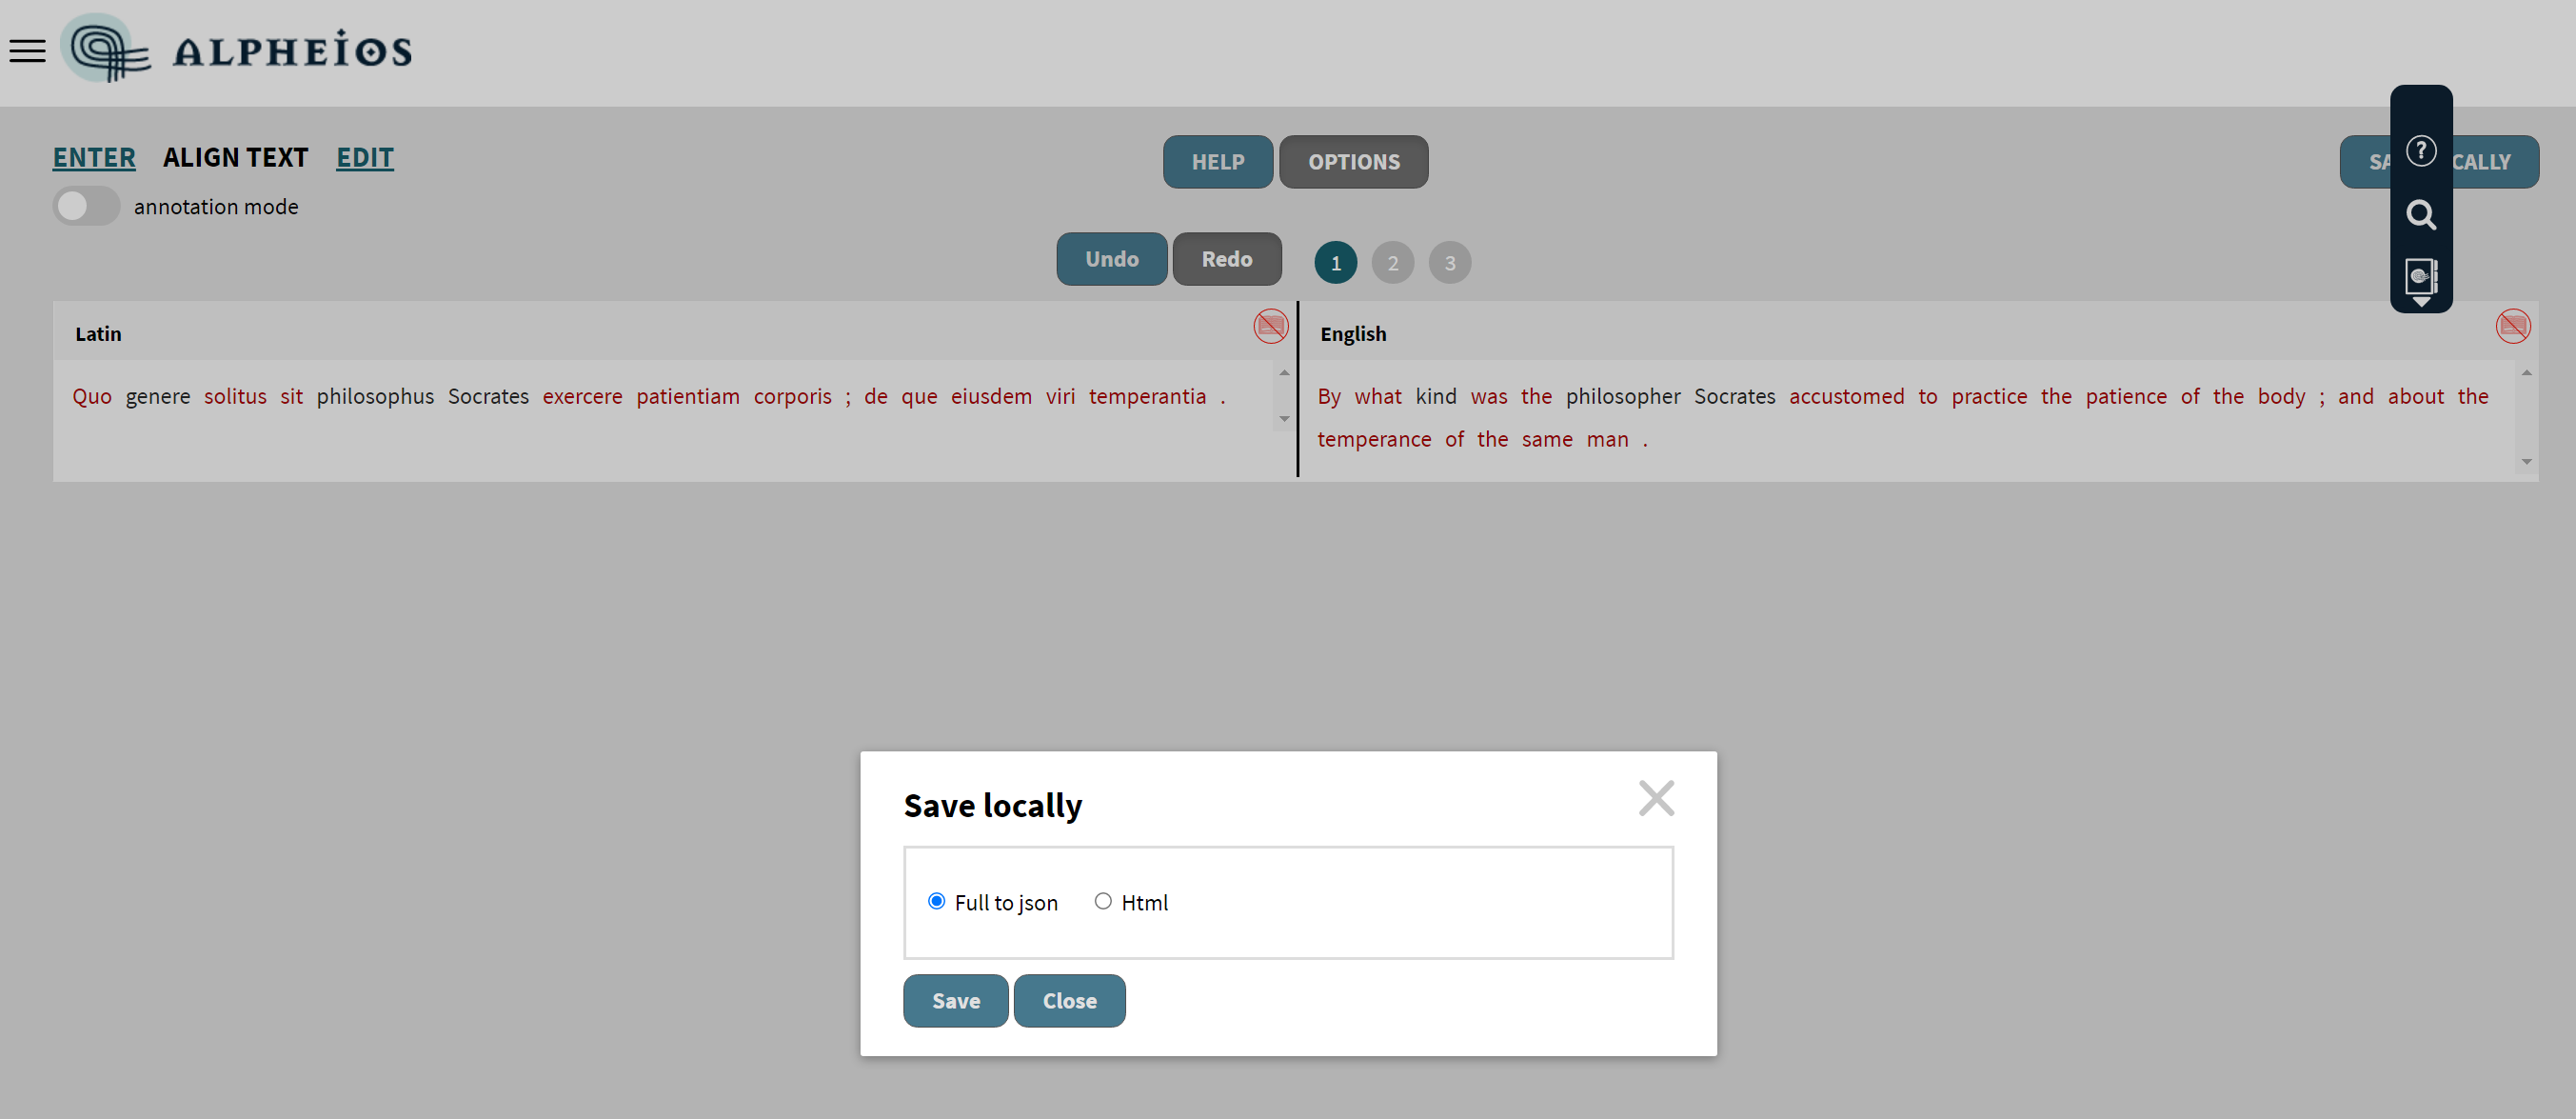 ALPHEIOS
ENTER ALIGN TEXT EDIT
HELP OPTIONS
annotation mode
Undo Redo 1 2 3
Latin
Quo genere solitus sit philosophus Socrates exercere patientiam corporis ; de que eiusdem viri temperantia .
English
By what kind was the philosopher Socrates accustomed to practice the patience of the body ; and about the
temperance of the same man .
Save locally
Full to json Html
Save Close